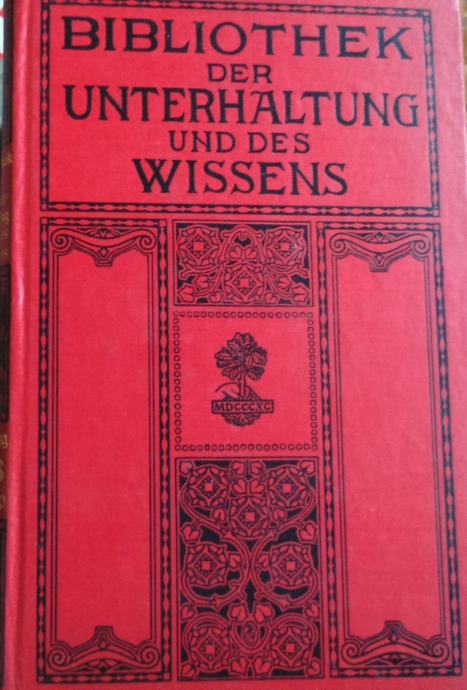 BIBLIOTHEK
DER
UNTERHALTUNG
UND DES
WISSENS
MDCCCXC